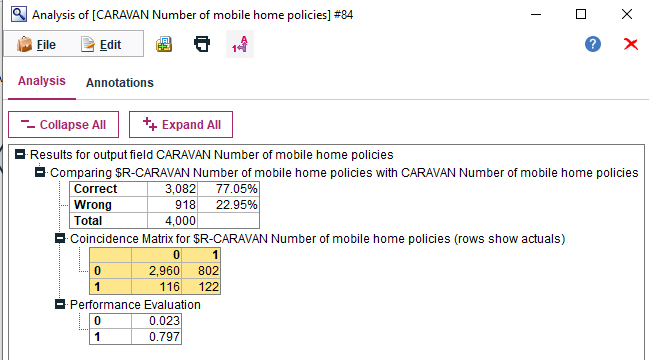 Analysis of [CARAVAN Number of mobile home policies] #84
File Edit
Analysis Annotations
Collapse All Expand All
Results for output field CARAVAN Number of mobile home policies
Comparing $R-CARAVAN Number of mobile home policies with CARAVAN Number of mobile home policies
Correct 3,082 77.05%
Wrong 918 22.95%
Total 4,000
Coincidence Matrix for $R-CARAVAN Number of mobile home policies (rows show actuals)
0 1
0 2,960 802
1 116 122
Performance Evaluation
0 0.023
1 0.797